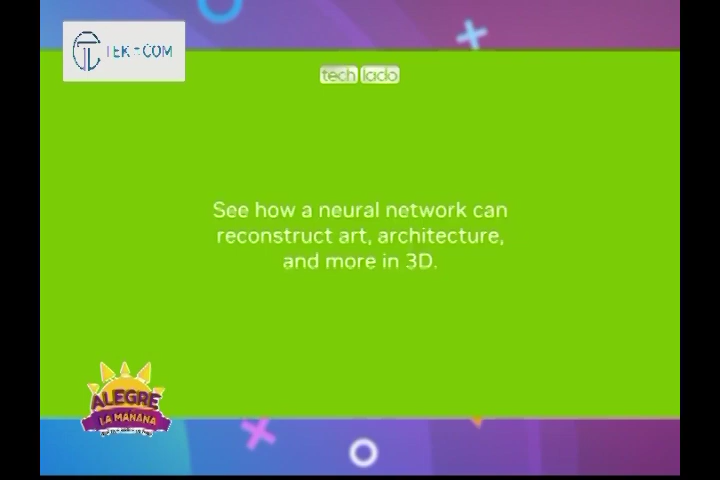 TEK - COM
tech lado
See how a neural network can
reconstruct art, architecture,
and more in 3D.
ALEGRE
LA MAÑANA